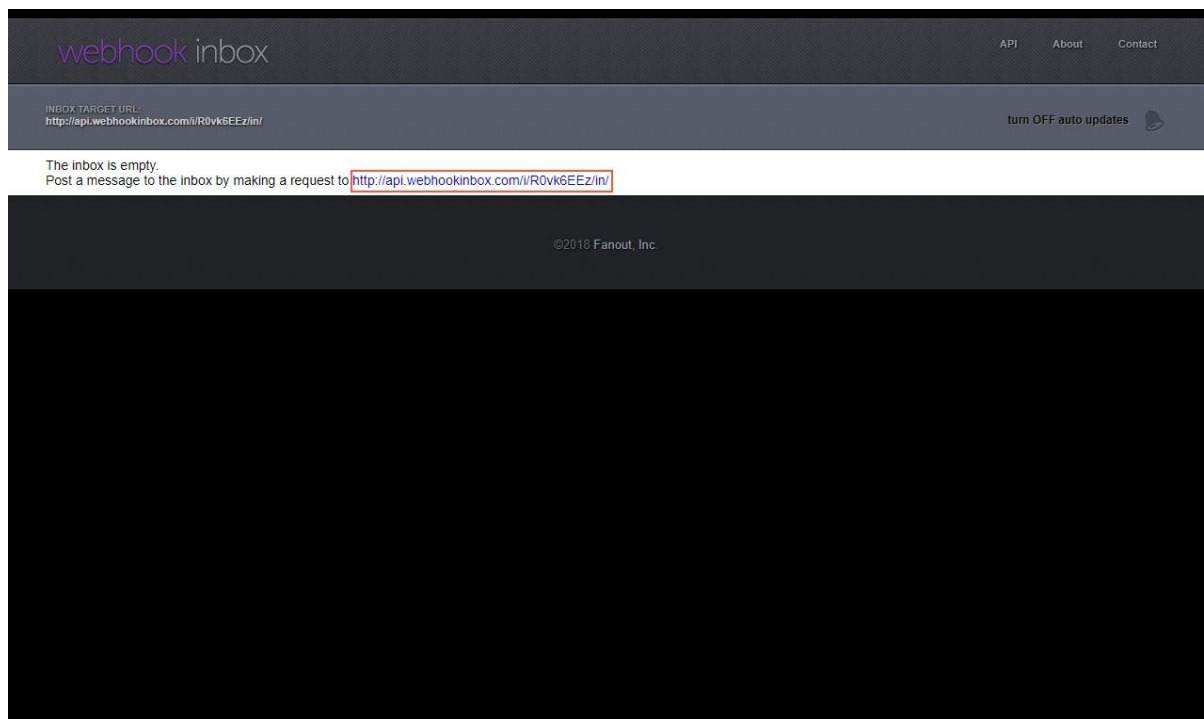 webhook inbox
API About Contact
INBOX TARGET URL:
http://api.webhookinbox.com/i/R0vk6EEz/in/
turn OFF auto updates
The inbox is empty.
Post a message to the inbox by making a request to http://api.webhookinbox.com/i/R0vk6EEz/in/
©2018 Fanout, Inc.